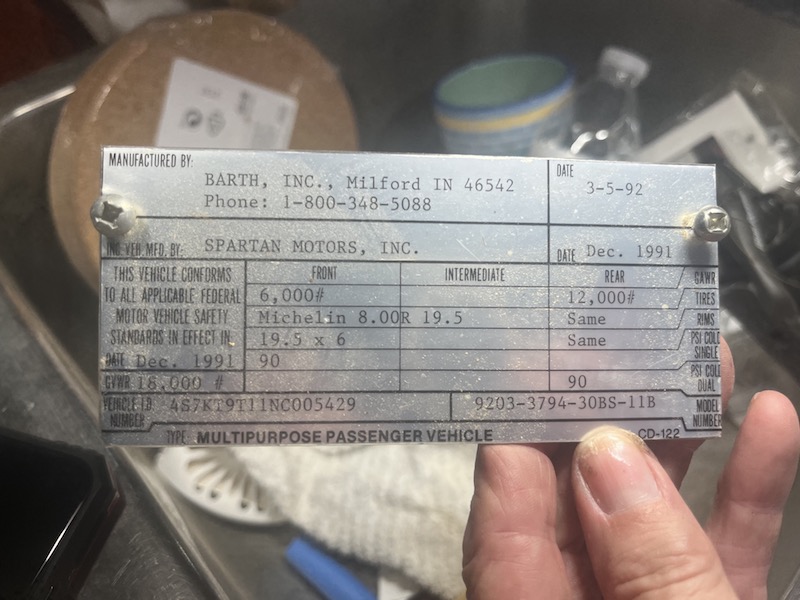 MANUFACTURED BY:
BARTH, INC., Milford IN 46542
Phone: 1-800-348-5088
DATE
3-5-92
INC. VEH. MFD. BY: SPARTAN MOTORS, INC.
DATE Dec. 1991
THIS VEHICLE CONFORMS
TO ALL APPLICABLE FEDERAL
MOTOR VEHICLE SAFETY
STANDARDS IN EFFECT IN
DATE Dec. 1991
GVWR 18,000 #
FRONT INTERMEDIATE REAR GAWR
6,000# 12,000# TIRES
Michelin 8.00R 19.5 Same RIMS
19.5 x 6 Same PSI COLD
SINGLE
90
PSI COLD
90 DUAL
VEHICLE I.D. 4S7KT9T11NC005429 9203-3794-30BS-11B MODEL
NUMBER NUMBER
TYPE MULTIPURPOSE PASSENGER VEHICLE CD-122